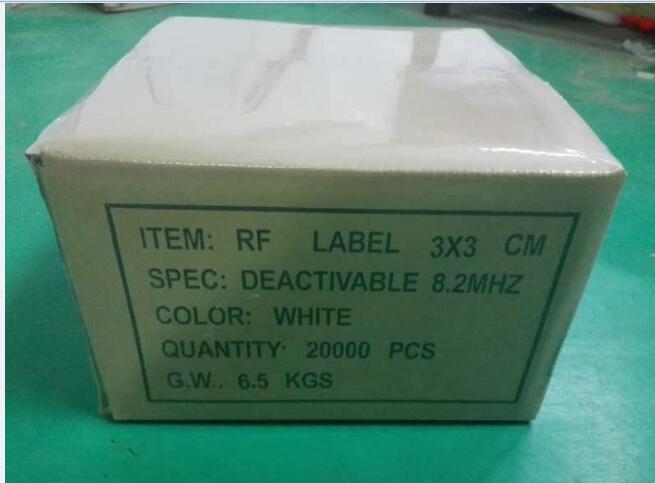 ITEM: RF LABEL 3X3 CM
SPEC: DEACTIVABLE 8.2MHZ
COLOR: WHITE
QUANTITY: 20000 PCS
G.W.: 6.5 KGS